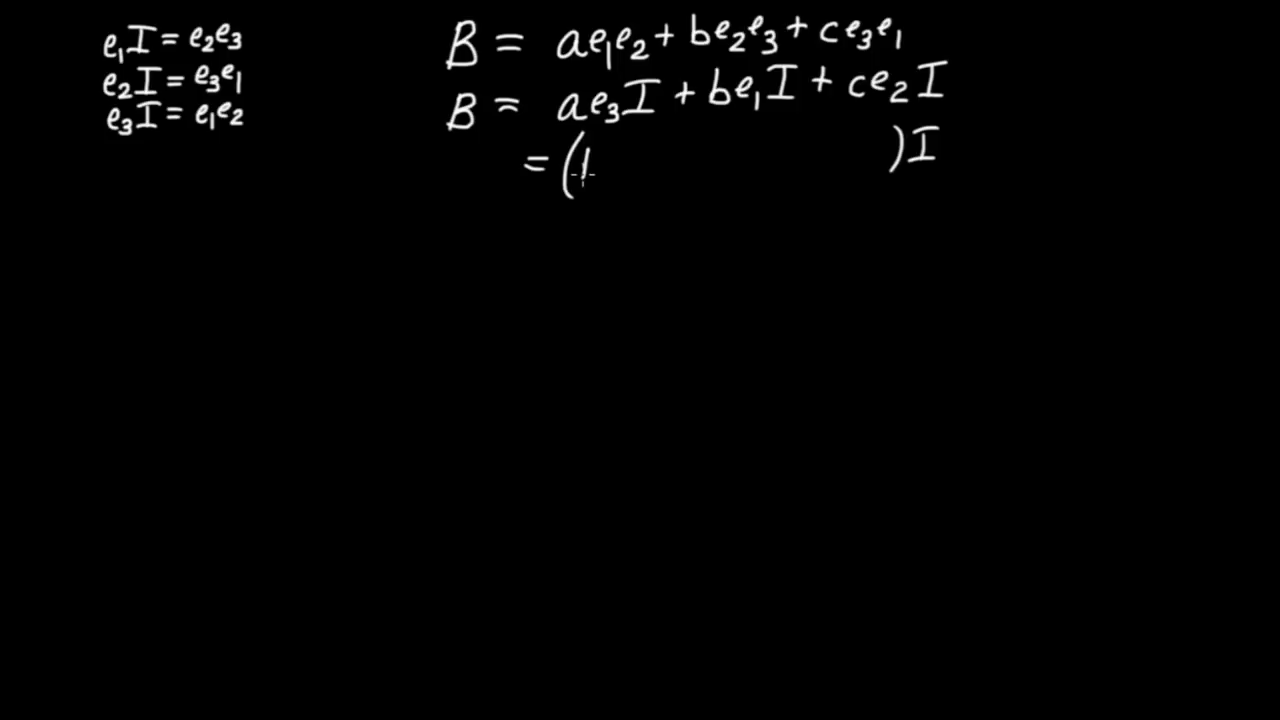 e₁I = e₂e₃
e₂I = e₃e₁
e₃I = e₁e₂
B = ae₁e₂ + be₂e₃ + ce₃e₁
B = ae₃I + be₁I + ce₂I
= ( )I